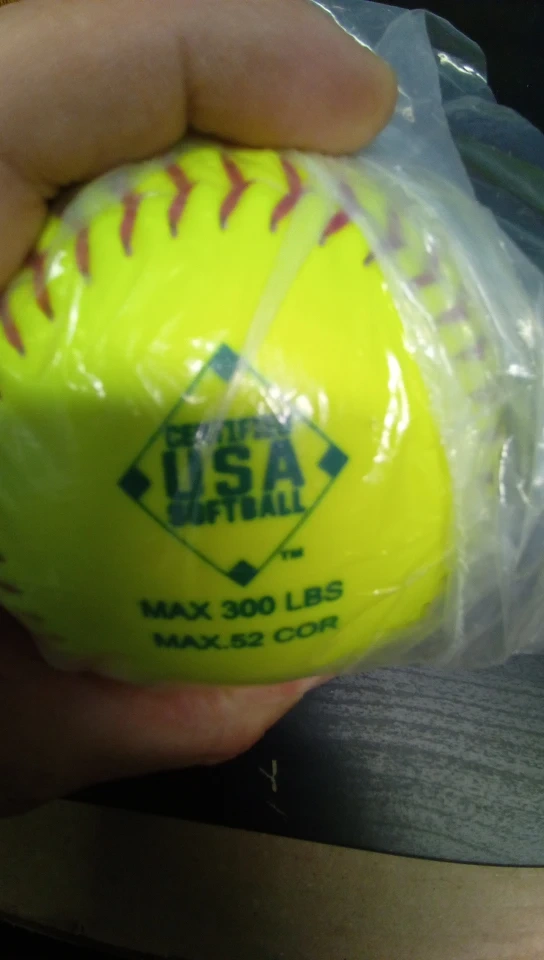 CERTIFIED
USA
SOFTBALL
TM
MAX 300 LBS
MAX.52 COR